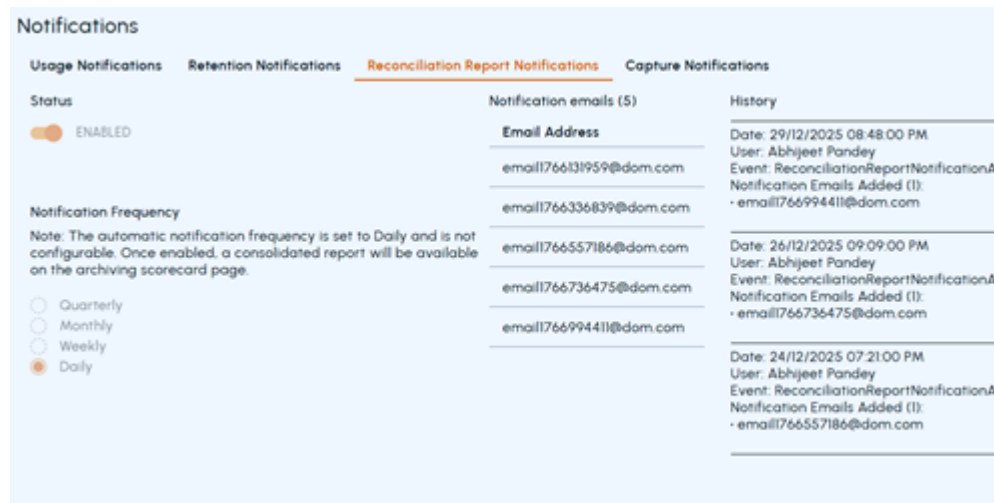 Notifications
Usage Notifications Retention Notifications Reconciliation Report Notifications Capture Notifications
Status
ENABLED
Notification Frequency
Note: The automatic notification frequency is set to Daily and is not
configurable. Once enabled, a consolidated report will be available
on the archiving scorecard page.
Quarterly
Monthly
Weekly
Daily
Notification emails (5)
Email Address
email1766131959@dom.com
email1766336839@dom.com
email1766557186@dom.com
email1766736475@dom.com
email1766994411@dom.com
History
Date: 29/12/2025 08:48:00 PM
User: Abhijeet Pandey
Event: ReconciliationReportNotificationA
Notification Emails Added (1):
- email1766994411@dom.com
Date: 26/12/2025 09:09:00 PM
User: Abhijeet Pandey
Event: ReconciliationReportNotificationA
Notification Emails Added (1):
- email1766736475@dom.com
Date: 24/12/2025 07:21:00 PM
User: Abhijeet Pandey
Event: ReconciliationReportNotificationA
Notification Emails Added (1):
- email1766557186@dom.com